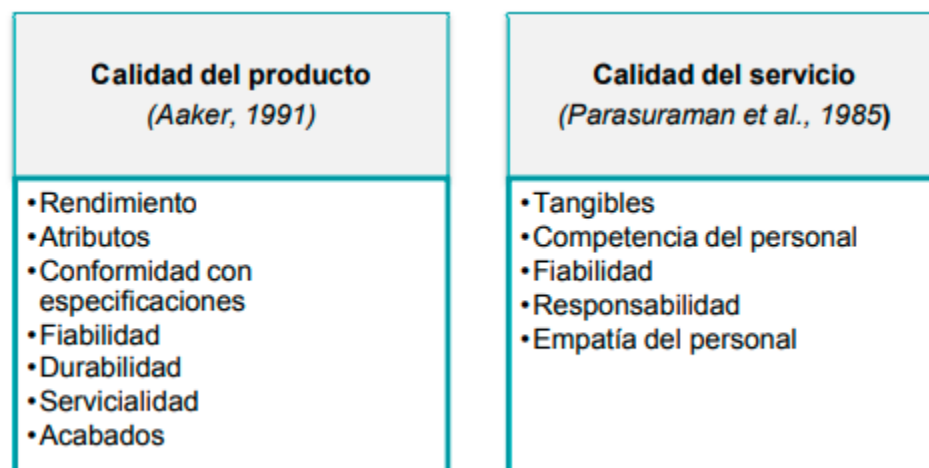 Calidad del producto
(Aaker, 1991)
•Rendimiento
•Atributos
•Conformidad con
especificaciones
•Fiabilidad
•Durabilidad
•Servicialidad
•Acabados
Calidad del servicio
(Parasuraman et al., 1985)
•Tangibles
•Competencia del personal
•Fiabilidad
•Responsabilidad
•Empatía del personal